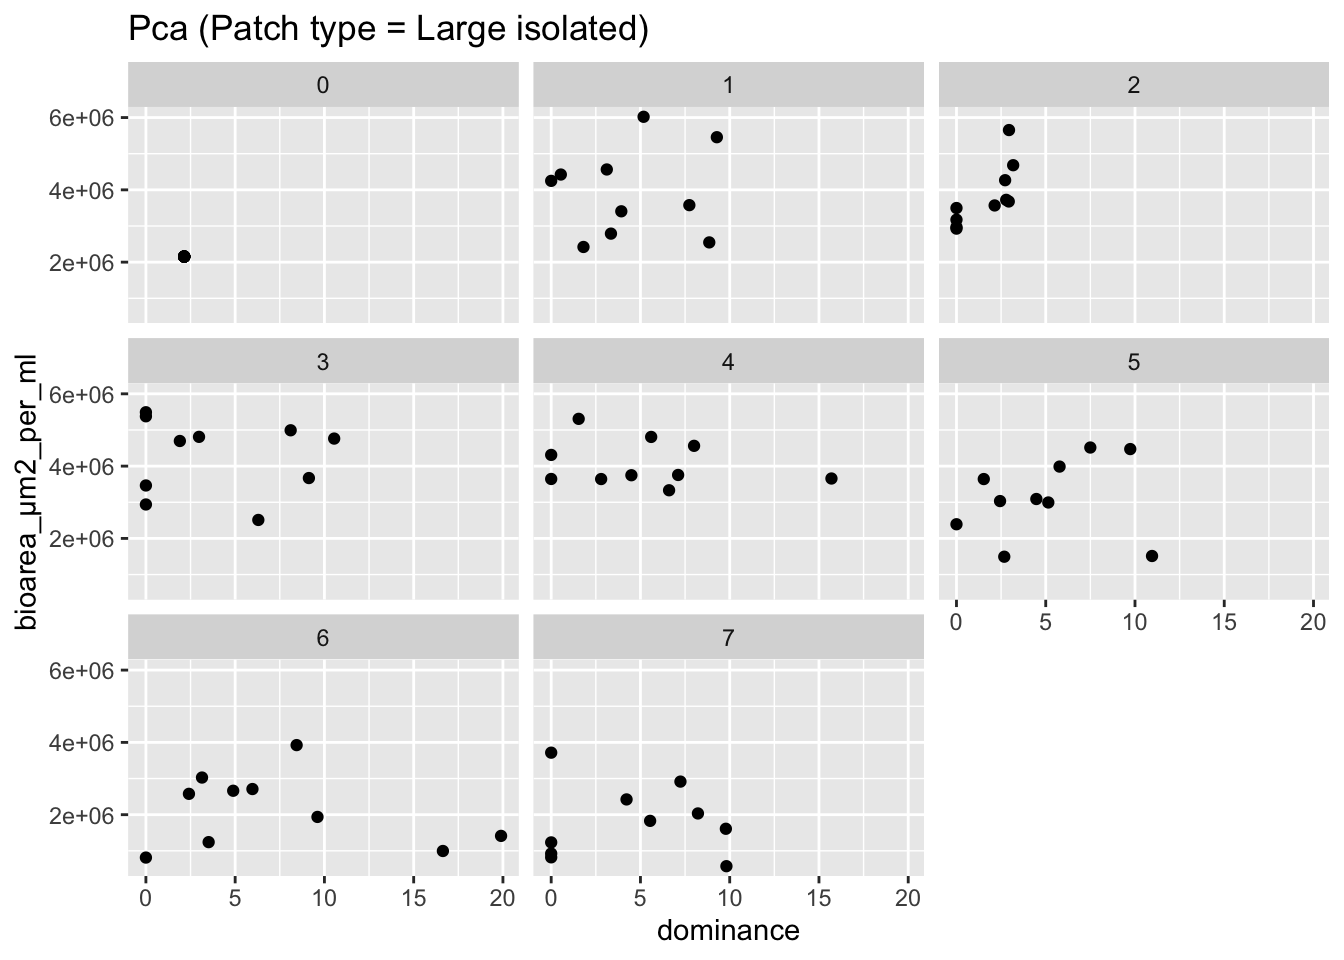 Pca (Patch type = Large isolated)
0 1 2
6e+06
4e+06
2e+06
3 4 5
6e+06
4e+06
2e+06
0 5 10 15 20
6 7
6e+06
4e+06
2e+06
0 5 10 15 20 0 5 10 15 20
dominance
bioarea_µm2_per_ml